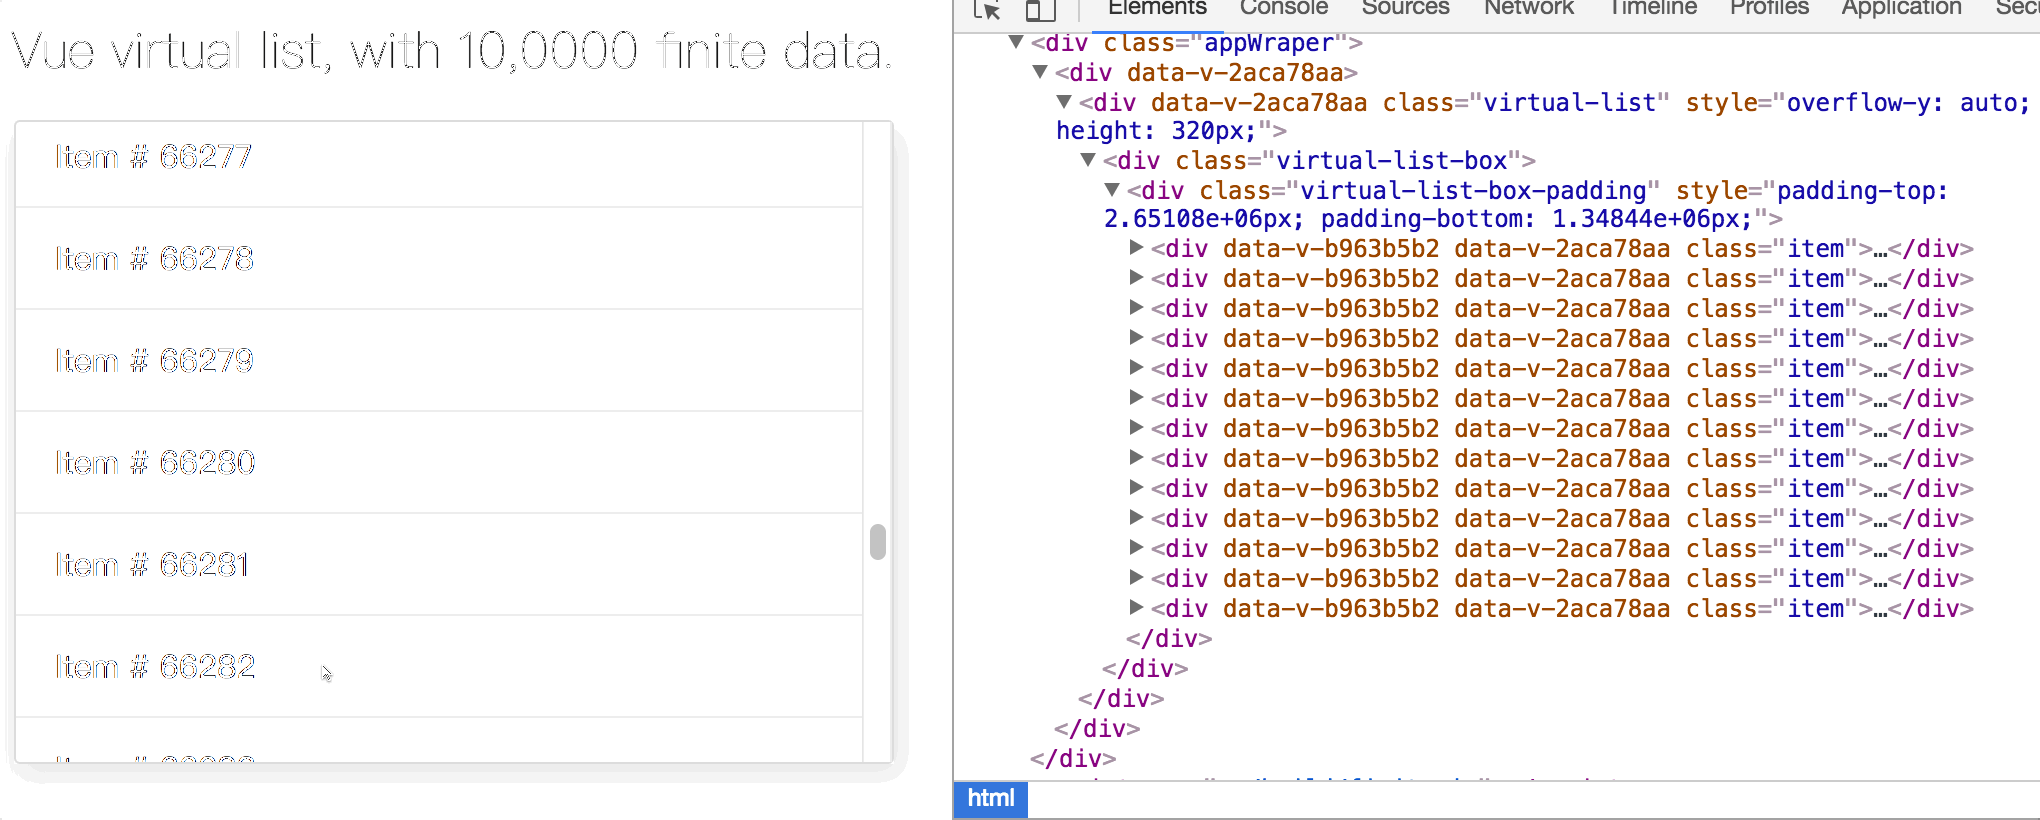 Vue virtual list, with 10,0000 finite data.
Item # 66277
Item # 66278
Item # 66279
Item # 66280
Item # 66281
Item # 66282
Elements Console Sources Network Timeline Profiles Application
<div class="appWraper">
<div data-v-2aca78aa>
<div data-v-2aca78aa class="virtual-list" style="overflow-y: auto;
height: 320px;">
<div class="virtual-list-box">
<div class="virtual-list-box-padding" style="padding-top:
2.65108e+06px; padding-bottom: 1.34844e+06px;">
<div data-v-b963b5b2 data-v-2aca78aa class="item">…</div>
<div data-v-b963b5b2 data-v-2aca78aa class="item">…</div>
<div data-v-b963b5b2 data-v-2aca78aa class="item">…</div>
<div data-v-b963b5b2 data-v-2aca78aa class="item">…</div>
<div data-v-b963b5b2 data-v-2aca78aa class="item">…</div>
<div data-v-b963b5b2 data-v-2aca78aa class="item">…</div>
<div data-v-b963b5b2 data-v-2aca78aa class="item">…</div>
<div data-v-b963b5b2 data-v-2aca78aa class="item">…</div>
<div data-v-b963b5b2 data-v-2aca78aa class="item">…</div>
<div data-v-b963b5b2 data-v-2aca78aa class="item">…</div>
<div data-v-b963b5b2 data-v-2aca78aa class="item">…</div>
<div data-v-b963b5b2 data-v-2aca78aa class="item">…</div>
<div data-v-b963b5b2 data-v-2aca78aa class="item">…</div>
</div>
</div>
</div>
</div>
</div>
html